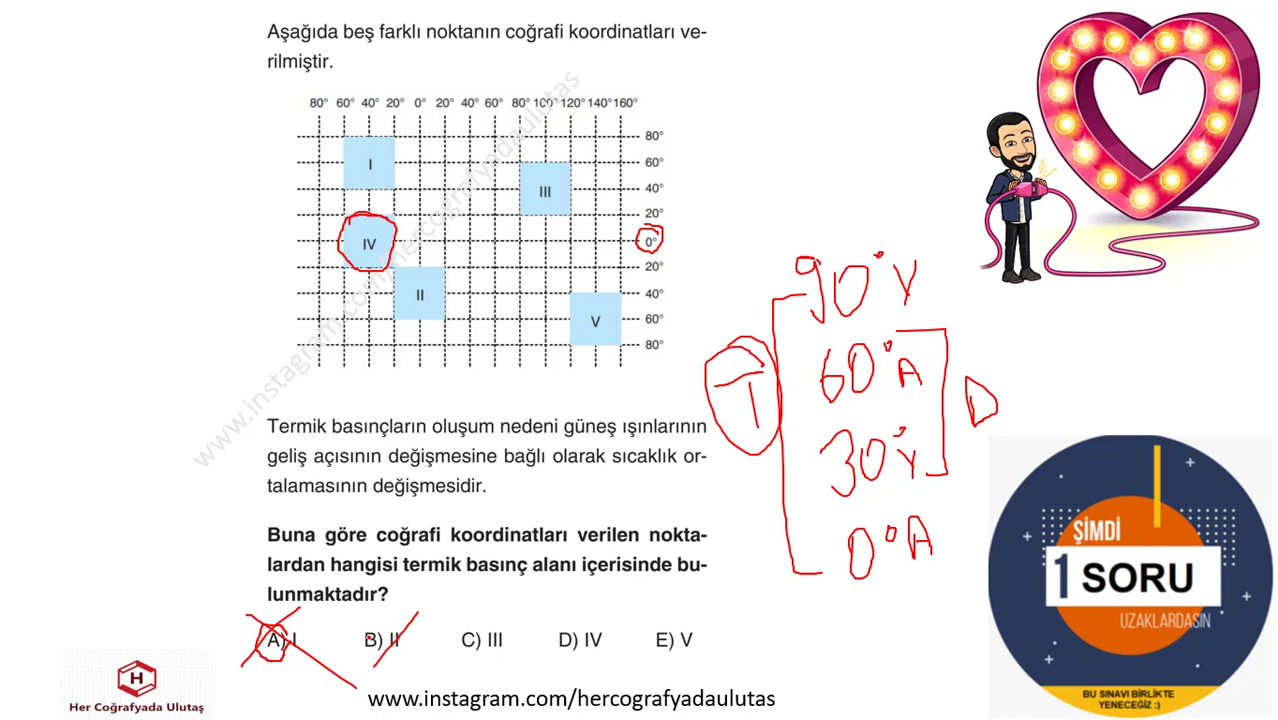 Aşağıda beş farklı noktanın coğrafi koordinatları ve-
rilmiştir.
80° 60° 40° 20° 0° 20° 40° 60° 80° 100° 120° 140° 160°
80°
I
60°
III
40°
20°
IV
0°
20°
II
40°
V
60°
80°
www.instagram.com/hercografyadaulutas
90° Y
60° A
30° Y
0° A
T
D
Termik basınçların oluşum nedeni güneş ışınlarının
geliş açısının değişmesine bağlı olarak sıcaklık or-
talamasının değişmesidir.
Buna göre coğrafi koordinatları verilen nokta-
lardan hangisi termik basınç alanı içerisinde bu-
lunmaktadır?
A) I B) II C) III D) IV E) V
ŞİMDİ
1 SORU
UZAKLARDASIN
BU SINAVI BİRLİKTE
YENECEĞİZ :)
H
Her Coğrafyada Ulutaş
www.instagram.com/hercografyadaulutas